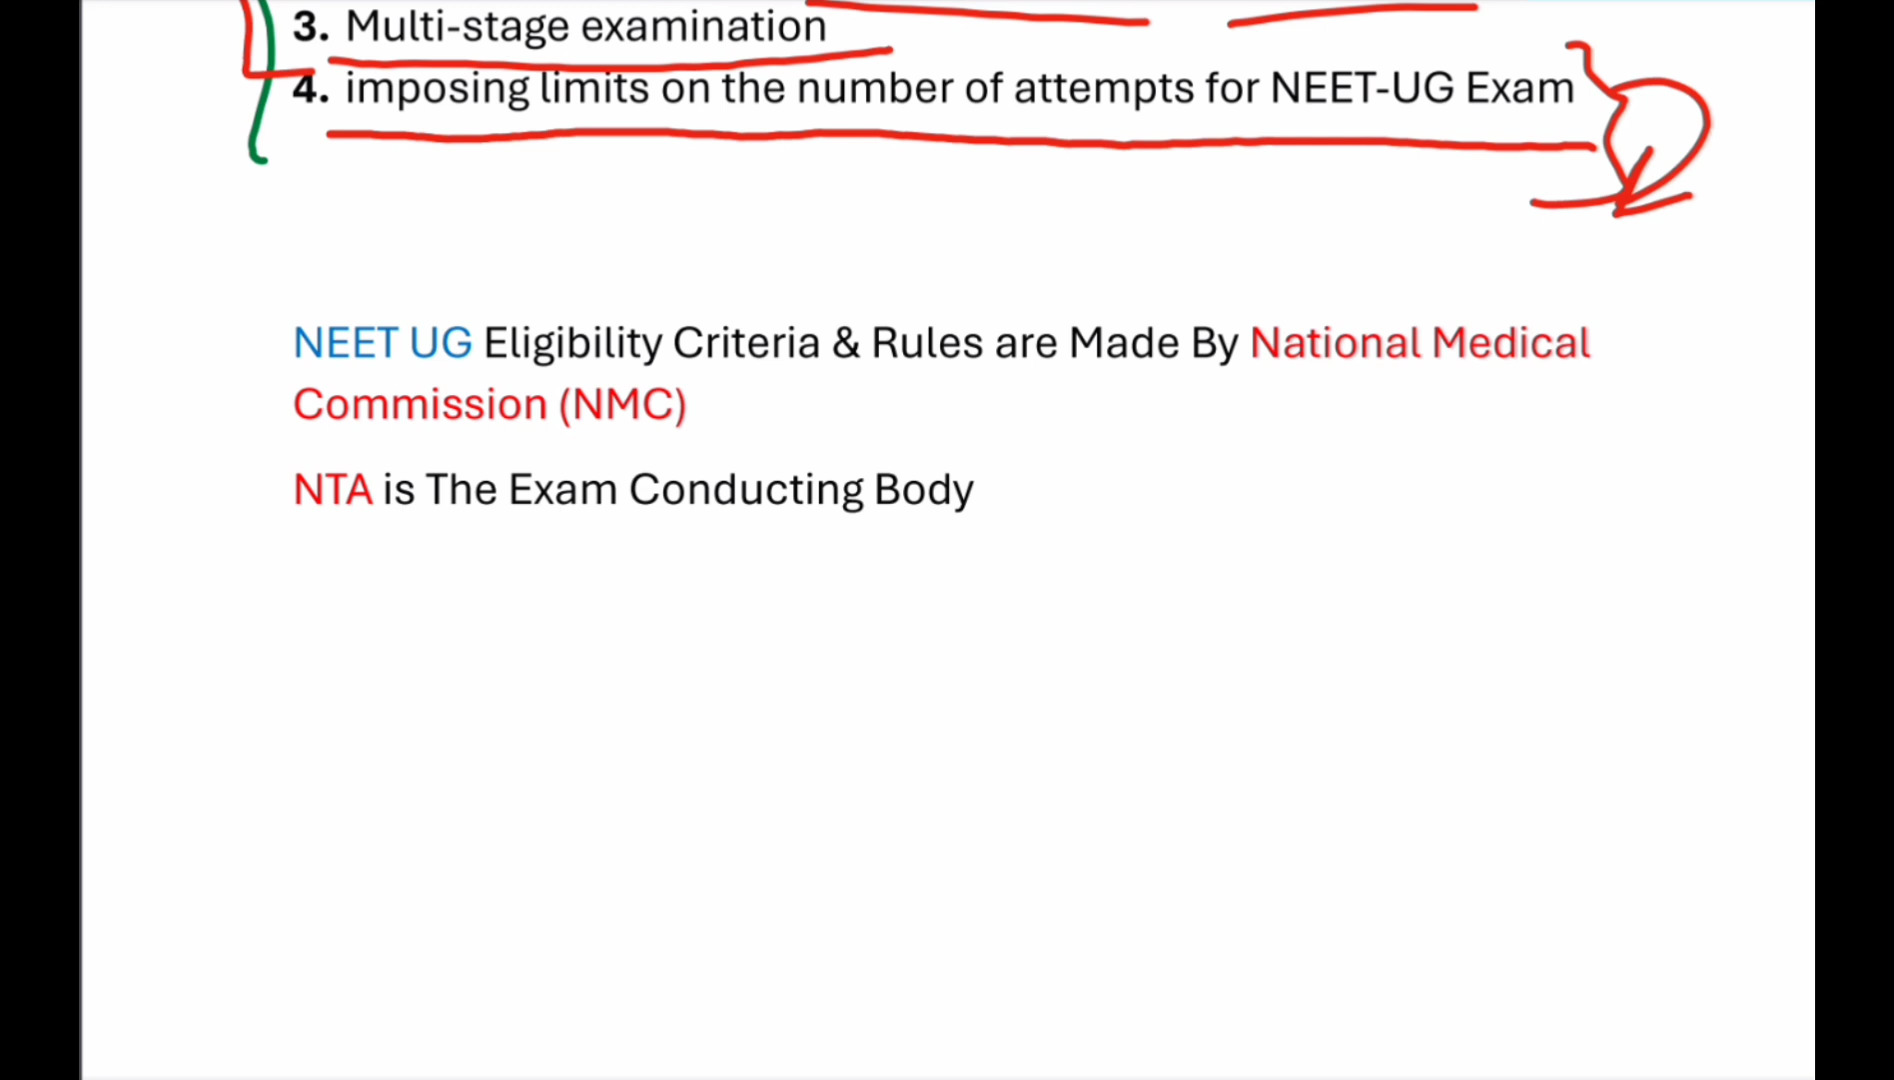 3. Multi-stage examination
4. imposing limits on the number of attempts for NEET-UG Exam
NEET UG Eligibility Criteria & Rules are Made By National Medical
Commission (NMC)
NTA is The Exam Conducting Body